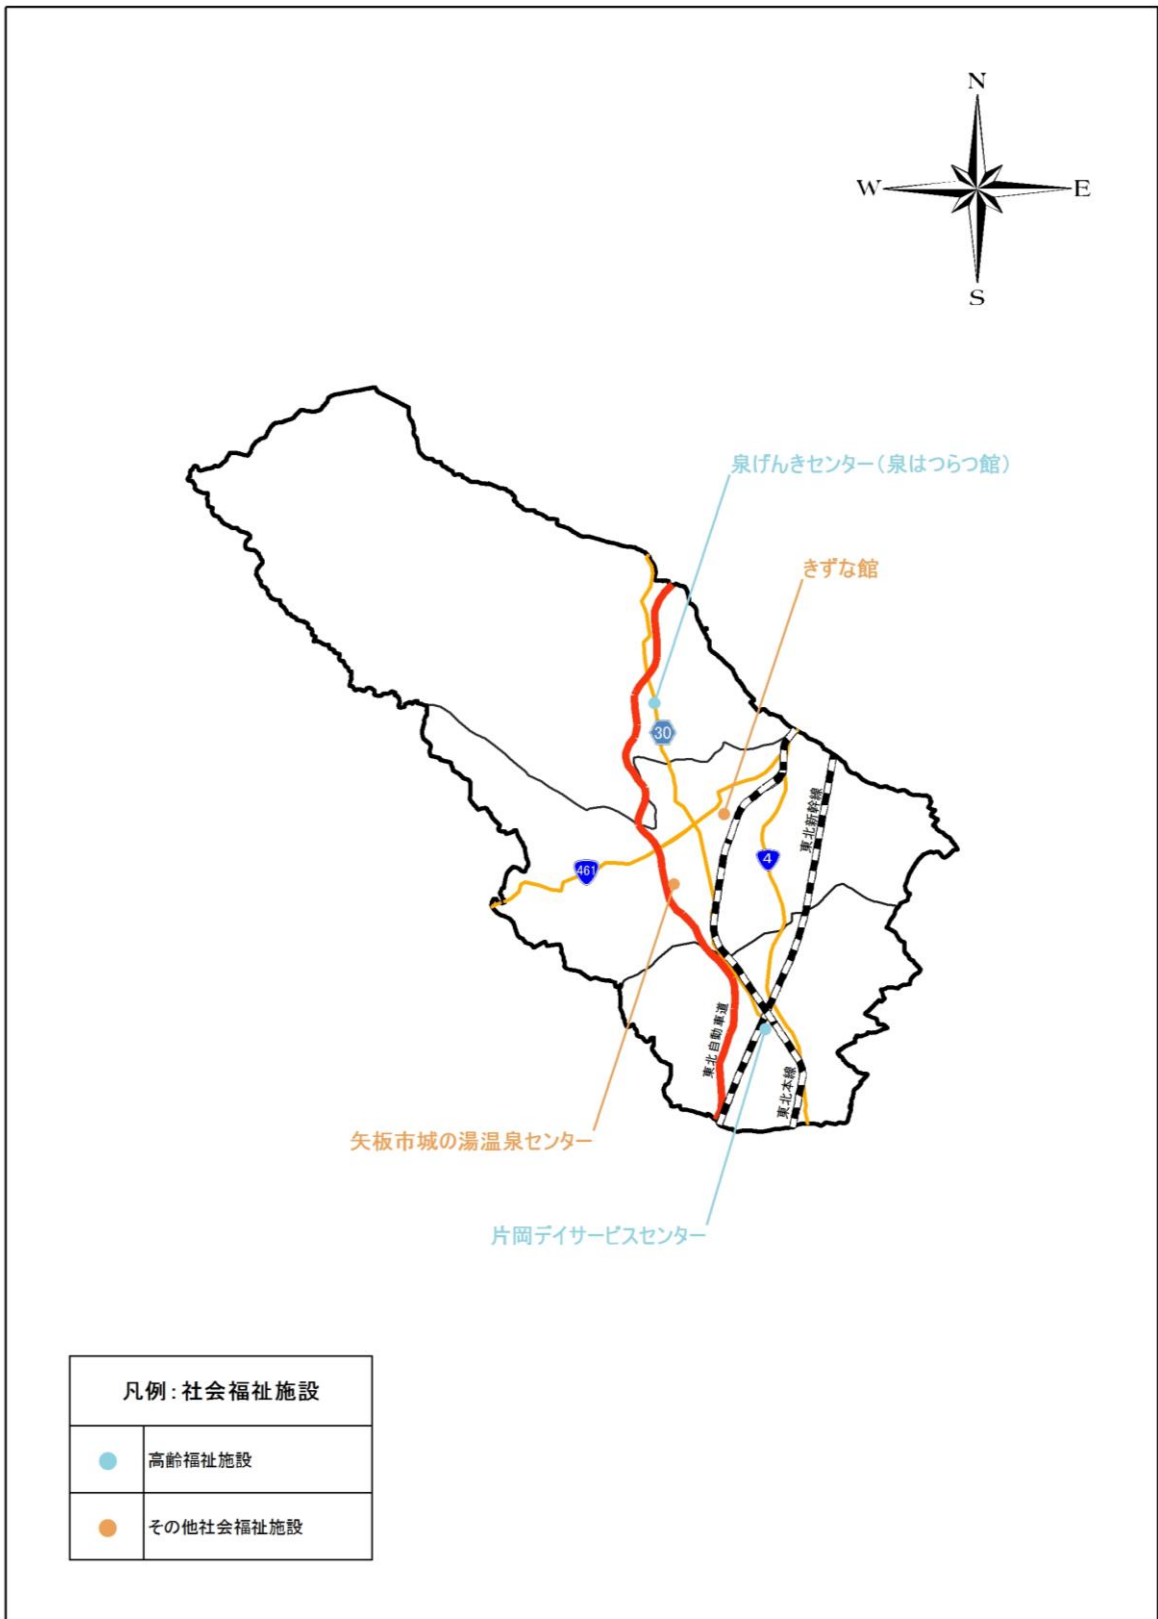 N
W
E
S
泉げんきセンター(泉はつらつ館)
きずな館
30
東北新幹線
4
461
東北自動車道
東北本線
矢板市城の湯温泉センター
片岡デイサービスセンター
凡例:社会福祉施設
高齢福祉施設
その他社会福祉施設